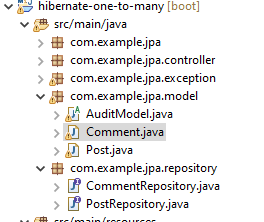 hibernate-one-to-many [boot]
src/main/java
com.example.jpa
com.example.jpa.controller
com.example.jpa.exception
com.example.jpa.model
AuditModel.java
Comment.java
Post.java
com.example.jpa.repository
CommentRepository.java
PostRepository.java
src/main/resources